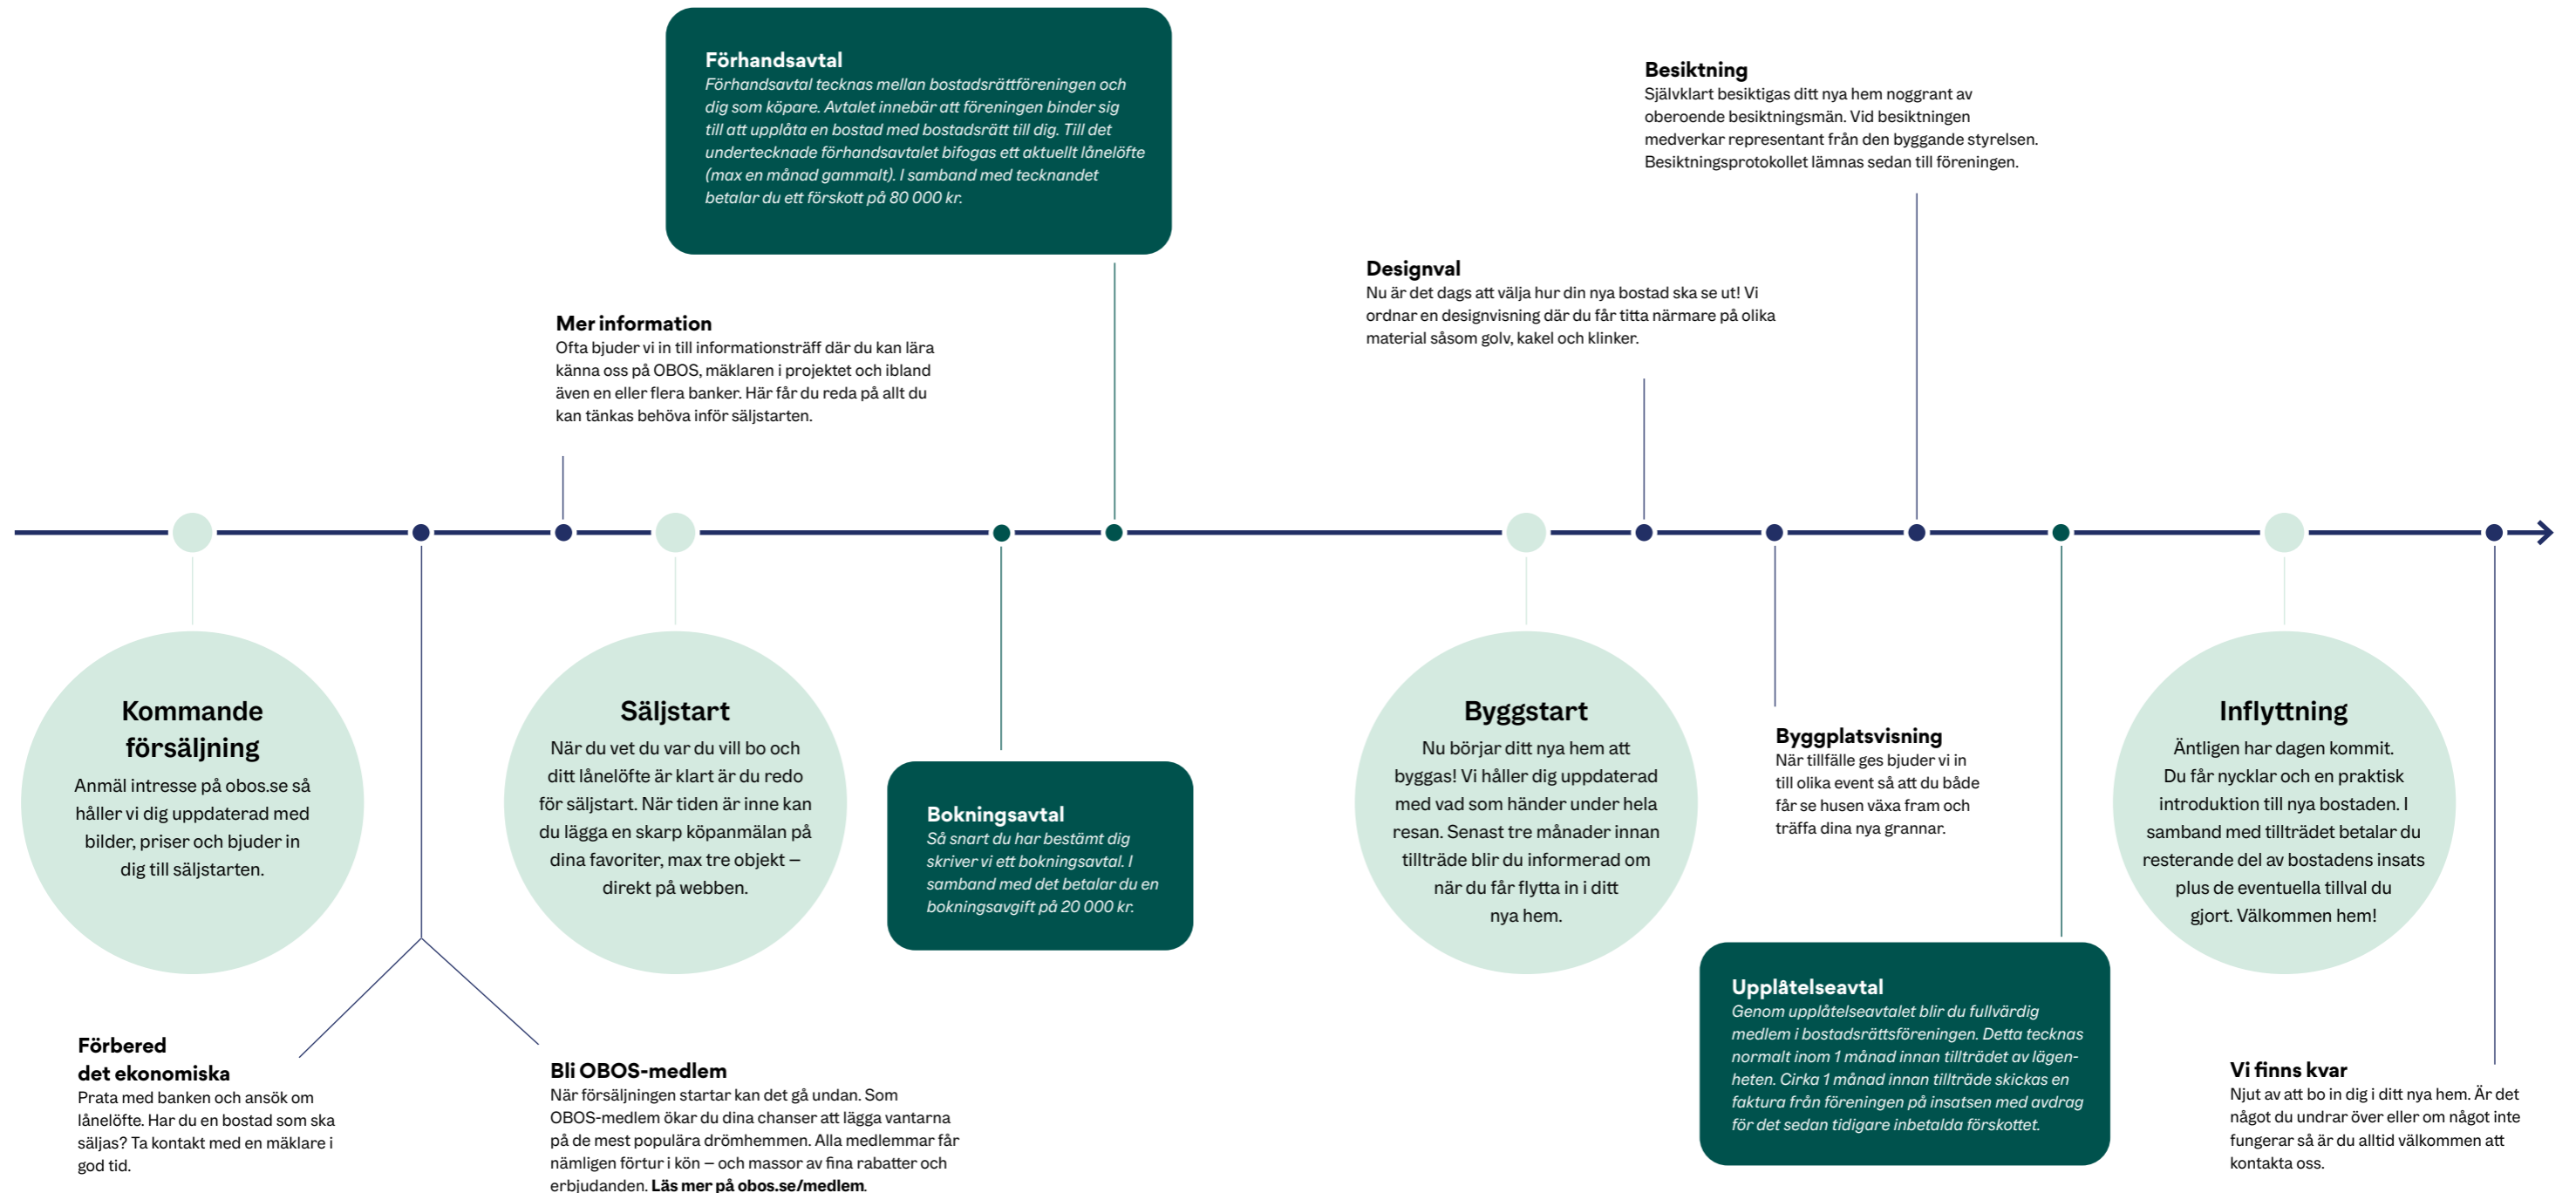 Förhandsavtal
Förhandsavtal tecknas mellan bostadsrättföreningen och
dig som köpare. Avtalet innebär att föreningen binder sig
till att upplåta en bostad med bostadsrätt till dig. Till det
undertecknade förhandsavtalet bifogas ett aktuellt lånelöfte
(max en månad gammalt). I samband med tecknandet
betalar du ett förskott på 80 000 kr.
Besiktning
Självklart besiktigas ditt nya hem noggrant av
oberoende besiktningsmän. Vid besiktningen
medverkar representant från den byggande styrelsen.
Besiktningsprotokollet lämnas sedan till föreningen.
Designval
Nu är det dags att välja hur din nya bostad ska se ut! Vi
ordnar en designvisning där du får titta närmare på olika
material såsom golv, kakel och klinker.
Mer information
Ofta bjuder vi in till informationsträff där du kan lära
känna oss på OBOS, mäklaren i projektet och ibland
även en eller flera banker. Här får du reda på allt du
kan tänkas behöva inför säljstarten.
Kommande
försäljning
Anmäl intresse på obos.se så
håller vi dig uppdaterad med
bilder, priser och bjuder in
dig till säljstarten.
Säljstart
När du vet du var du vill bo och
ditt lånelöfte är klart är du redo
för säljstart. När tiden är inne kan
du lägga en skarp köpanmälan på
dina favoriter, max tre objekt –
direkt på webben.
Bokningsavtal
Så snart du har bestämt dig
skriver vi ett bokningsavtal. I
samband med det betalar du en
bokningsavgift på 20 000 kr.
Byggstart
Nu börjar ditt nya hem att
byggas! Vi håller dig uppdaterad
med vad som händer under hela
resan. Senast tre månader innan
tillträde blir du informerad om
när du får flytta in i ditt
nya hem.
Byggplatsvisning
När tillfälle ges bjuder vi in
till olika event så att du både
får se husen växa fram och
träffa dina nya grannar.
Inflyttning
Äntligen har dagen kommit.
Du får nycklar och en praktisk
introduktion till nya bostaden. I
samband med tillträdet betalar du
resterande del av bostadens insats
plus de eventuella tillval du
gjort. Välkommen hem!
Förbered
det ekonomiska
Prata med banken och ansök om
lånelöfte. Har du en bostad som ska
säljas? Ta kontakt med en mäklare i
god tid.
Bli OBOS-medlem
När försäljningen startar kan det gå undan. Som
OBOS-medlem ökar du dina chanser att lägga vantarna
på de mest populära drömhemmen. Alla medlemmar får
nämligen förtur i kön – och massor av fina rabatter och
erbjudanden. Läs mer på obos.se/medlem.
Upplåtelseavtal
Genom upplåtelseavtalet blir du fullvärdig
medlem i bostadsrättsföreningen. Detta tecknas
normalt inom 1 månad innan tillträdet av lägen-
heten. Cirka 1 månad innan tillträde skickas en
faktura från föreningen på insatsen med avdrag
för det sedan tidigare inbetalda förskottet.
Vi finns kvar
Njut av att bo in dig i ditt nya hem. Är det
något du undrar över eller om något inte
fungerar så är du alltid välkommen att
kontakta oss.